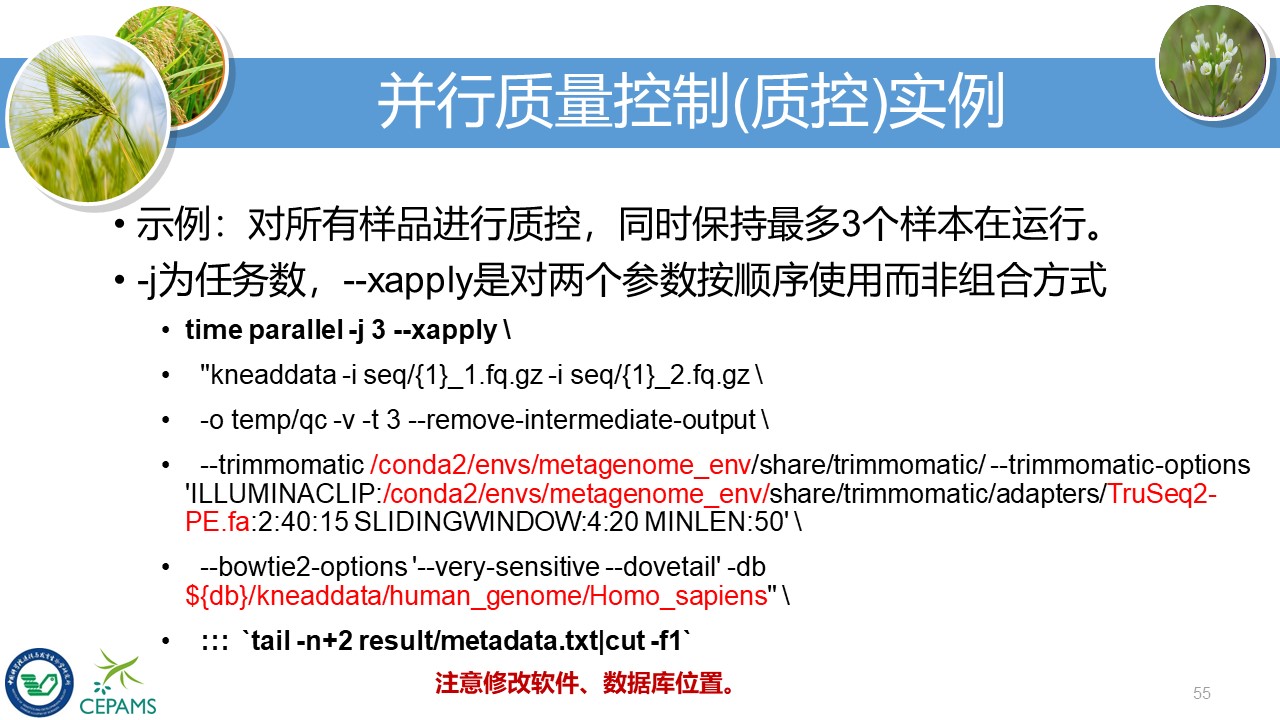 并行质量控制(质控)实例
• 示例：对所有样品进行质控，同时保持最多3个样本在运行。
• -j为任务数，--xapply是对两个参数按顺序使用而非组合方式
• time parallel -j 3 --xapply \
• "kneaddata -i seq/{1}_1.fq.gz -i seq/{1}_2.fq.gz \
• -o temp/qc -v -t 3 --remove-intermediate-output \
• --trimmomatic /conda2/envs/metagenome_env/share/trimmomatic/ --trimmomatic-options
'ILLUMINACLIP:/conda2/envs/metagenome_env/share/trimmomatic/adapters/TruSeq2-
PE.fa:2:40:15 SLIDINGWINDOW:4:20 MINLEN:50' \
• --bowtie2-options '--very-sensitive --dovetail' -db
${db}/kneaddata/human_genome/Homo_sapiens" \
• ::: `tail -n+2 result/metadata.txt|cut -f1`
注意修改软件、数据库位置。
CEPAMS
55